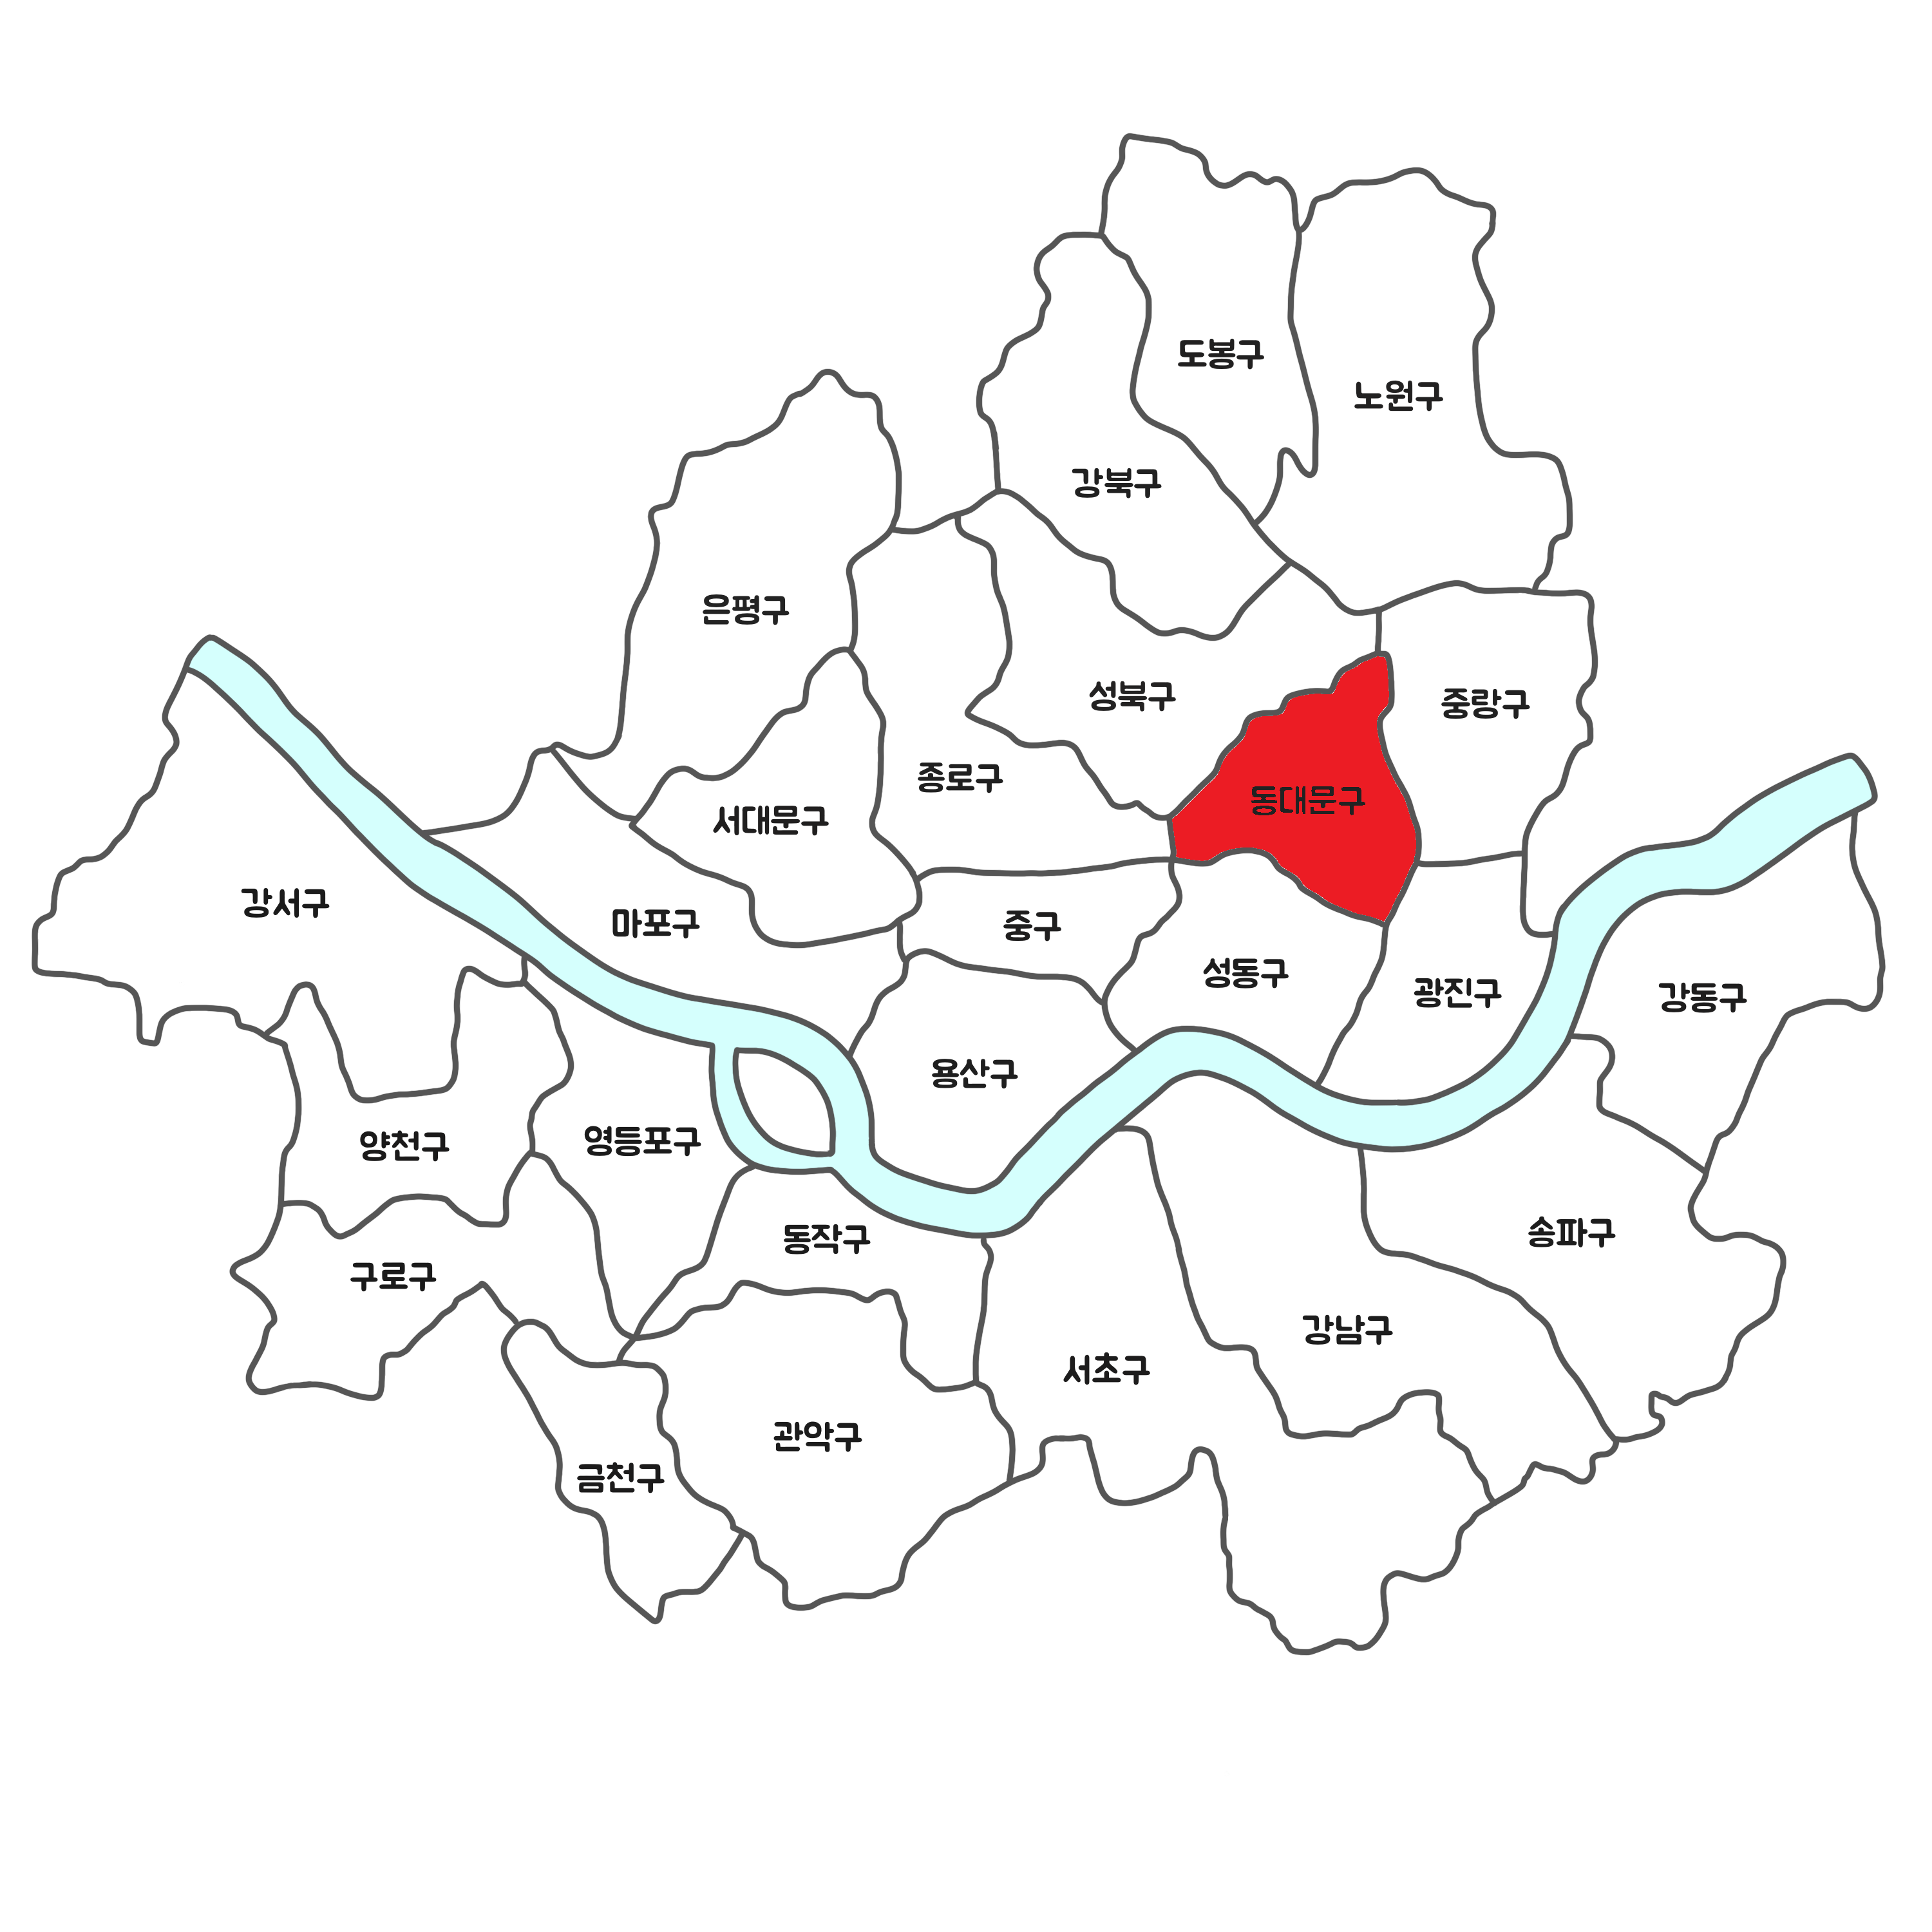 도봉구
노원구
강북구
은평구
성북구
중랑구
종로구
동대문구
서대문구
강서구
마포구
중구
성동구
광진구
강동구
용산구
양천구
영등포구
동작구
송파구
구로구
강남구
서초구
관악구
금천구